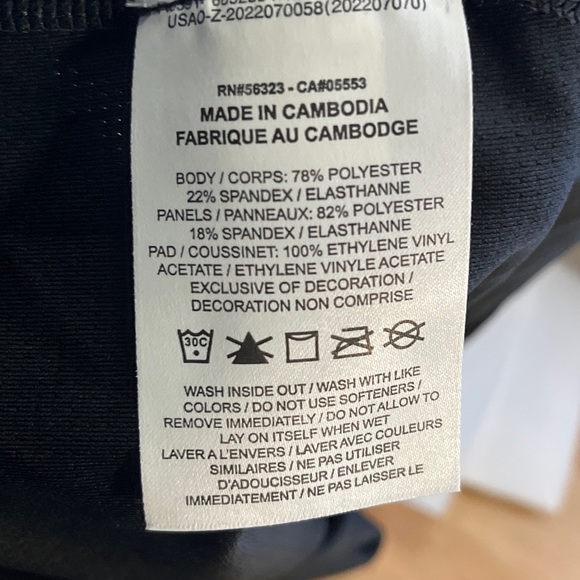 USA0-Z-2022070058(202207070)
RN#56323 - CA#05553
MADE IN CAMBODIA
FABRIQUE AU CAMBODGE
BODY / CORPS: 78% POLYESTER
22% SPANDEX / ELASTHANNE
PANELS / PANNEAUX: 82% POLYESTER
18% SPANDEX / ELASTHANNE
PAD / COUSSINET: 100% ETHYLENE VINYL
ACETATE / ETHYLENE VINYLE ACETATE
EXCLUSIVE OF DECORATION /
DECORATION NON COMPRISE
30C
WASH INSIDE OUT / WASH WITH LIKE
COLORS / DO NOT USE SOFTENERS /
REMOVE IMMEDIATELY / DO NOT ALLOW TO
LAY ON ITSELF WHEN WET
LAVER A L'ENVERS / LAVER AVEC COULEURS
SIMILAIRES / NE PAS UTILISER
D'ADOUCISSEUR / ENLEVER
IMMEDIATEMENT / NE PAS LAISSER LE